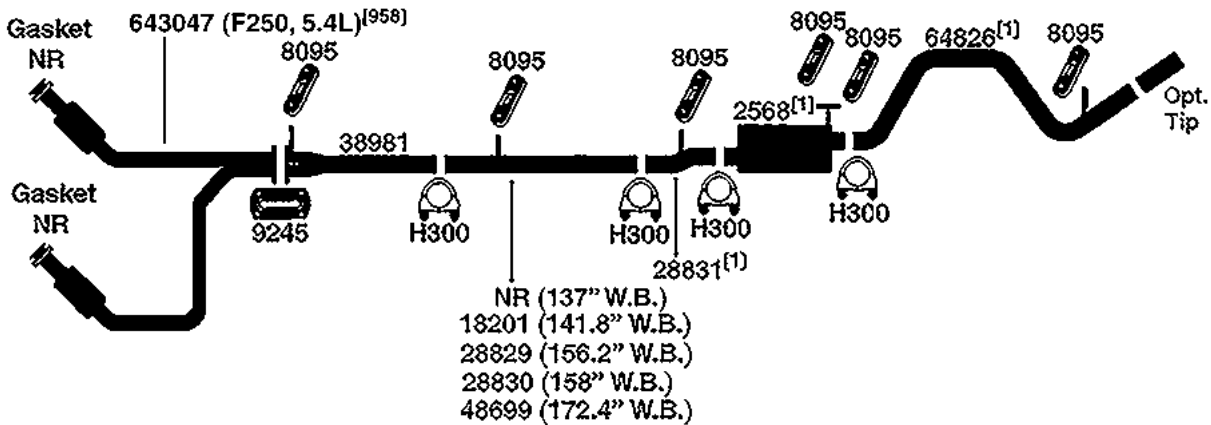 643047 (F250, 5.4L)[958]
Gasket
NR
8095
8095
8095
8095
8095
64826[1]
8095
2568[1]
Opt.
Tip
38981
Gasket
NR
9245
H300
H300
H300
H300
28831[1]
NR (137” W.B.)
18201 (141.8” W.B.)
28829 (156.2” W.B.)
28830 (158” W.B.)
48699 (172.4” W.B.)